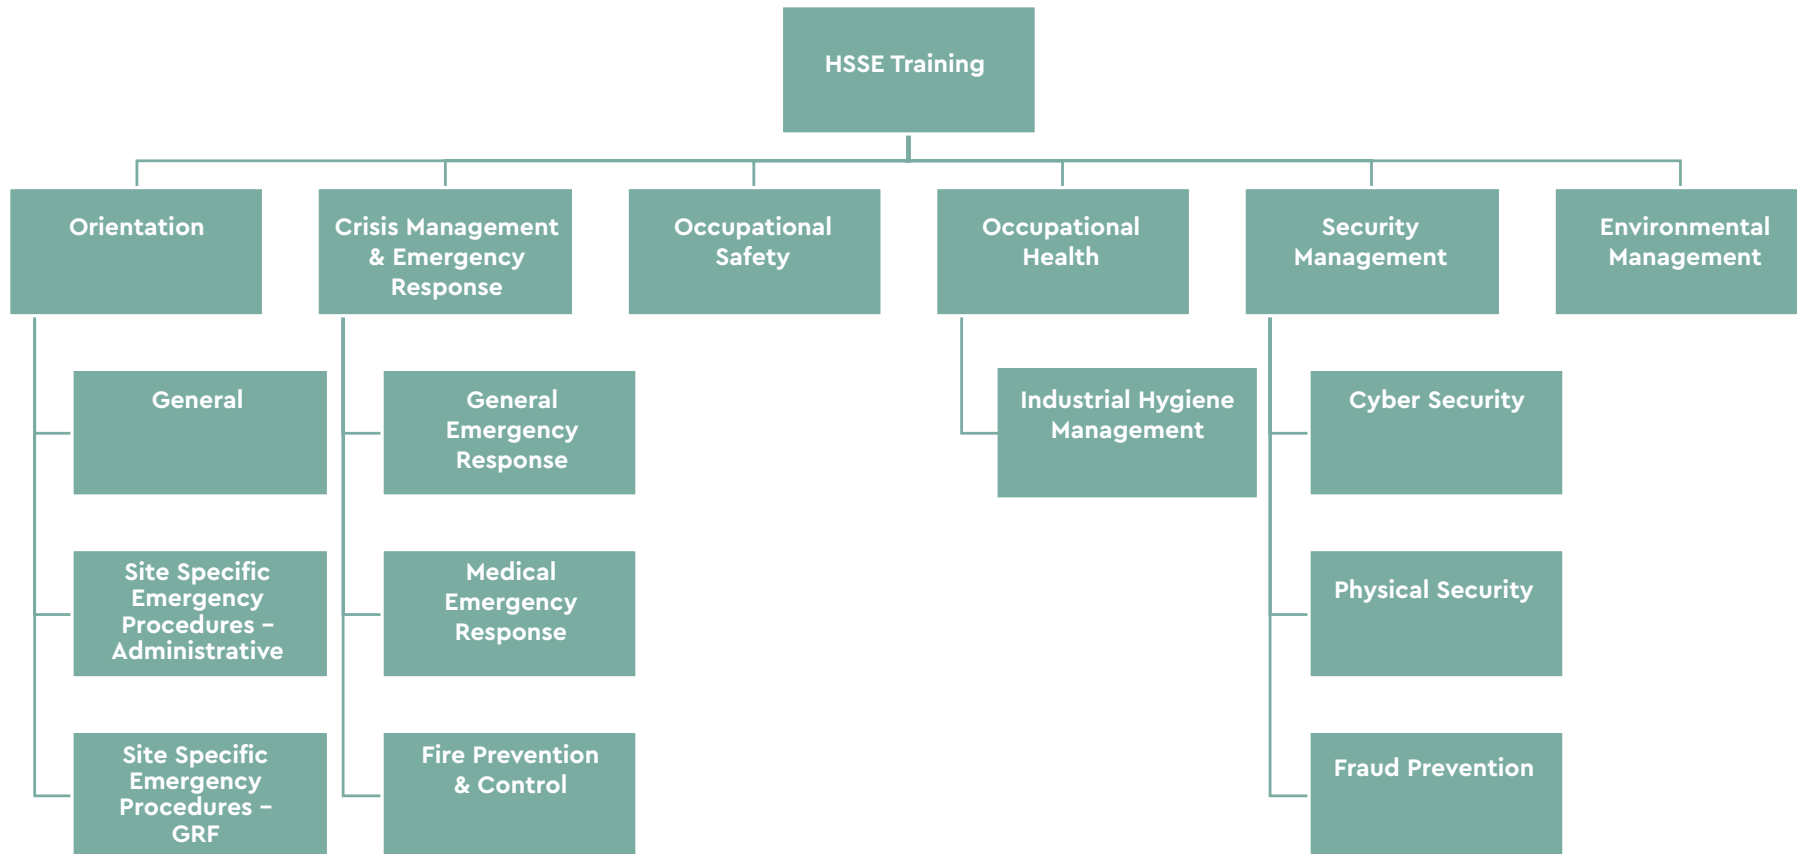 HSSE Training
Orientation
Crisis Management
& Emergency
Response
Occupational
Safety
Occupational
Health
Security
Management
Environmental
Management
General
General
Emergency
Response
Industrial Hygiene
Management
Cyber Security
Site Specific
Emergency
Procedures –
Administrative
Medical
Emergency
Response
Physical Security
Site Specific
Emergency
Procedures –
GRF
Fire Prevention
& Control
Fraud Prevention